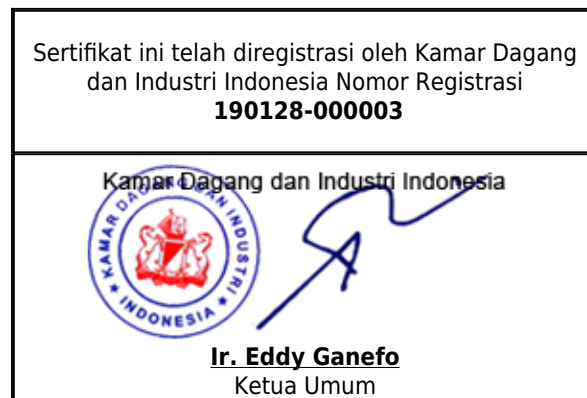 Sertifikat ini telah diregistrasi oleh Kamar Dagang
dan Industri Indonesia Nomor Registrasi
190128-000003
Kamar Dagang dan Industri Indonesia
KAMAR DAGANG DAN INDUSTRI
INDONESIA
Ir. Eddy Ganefo
Ketua Umum